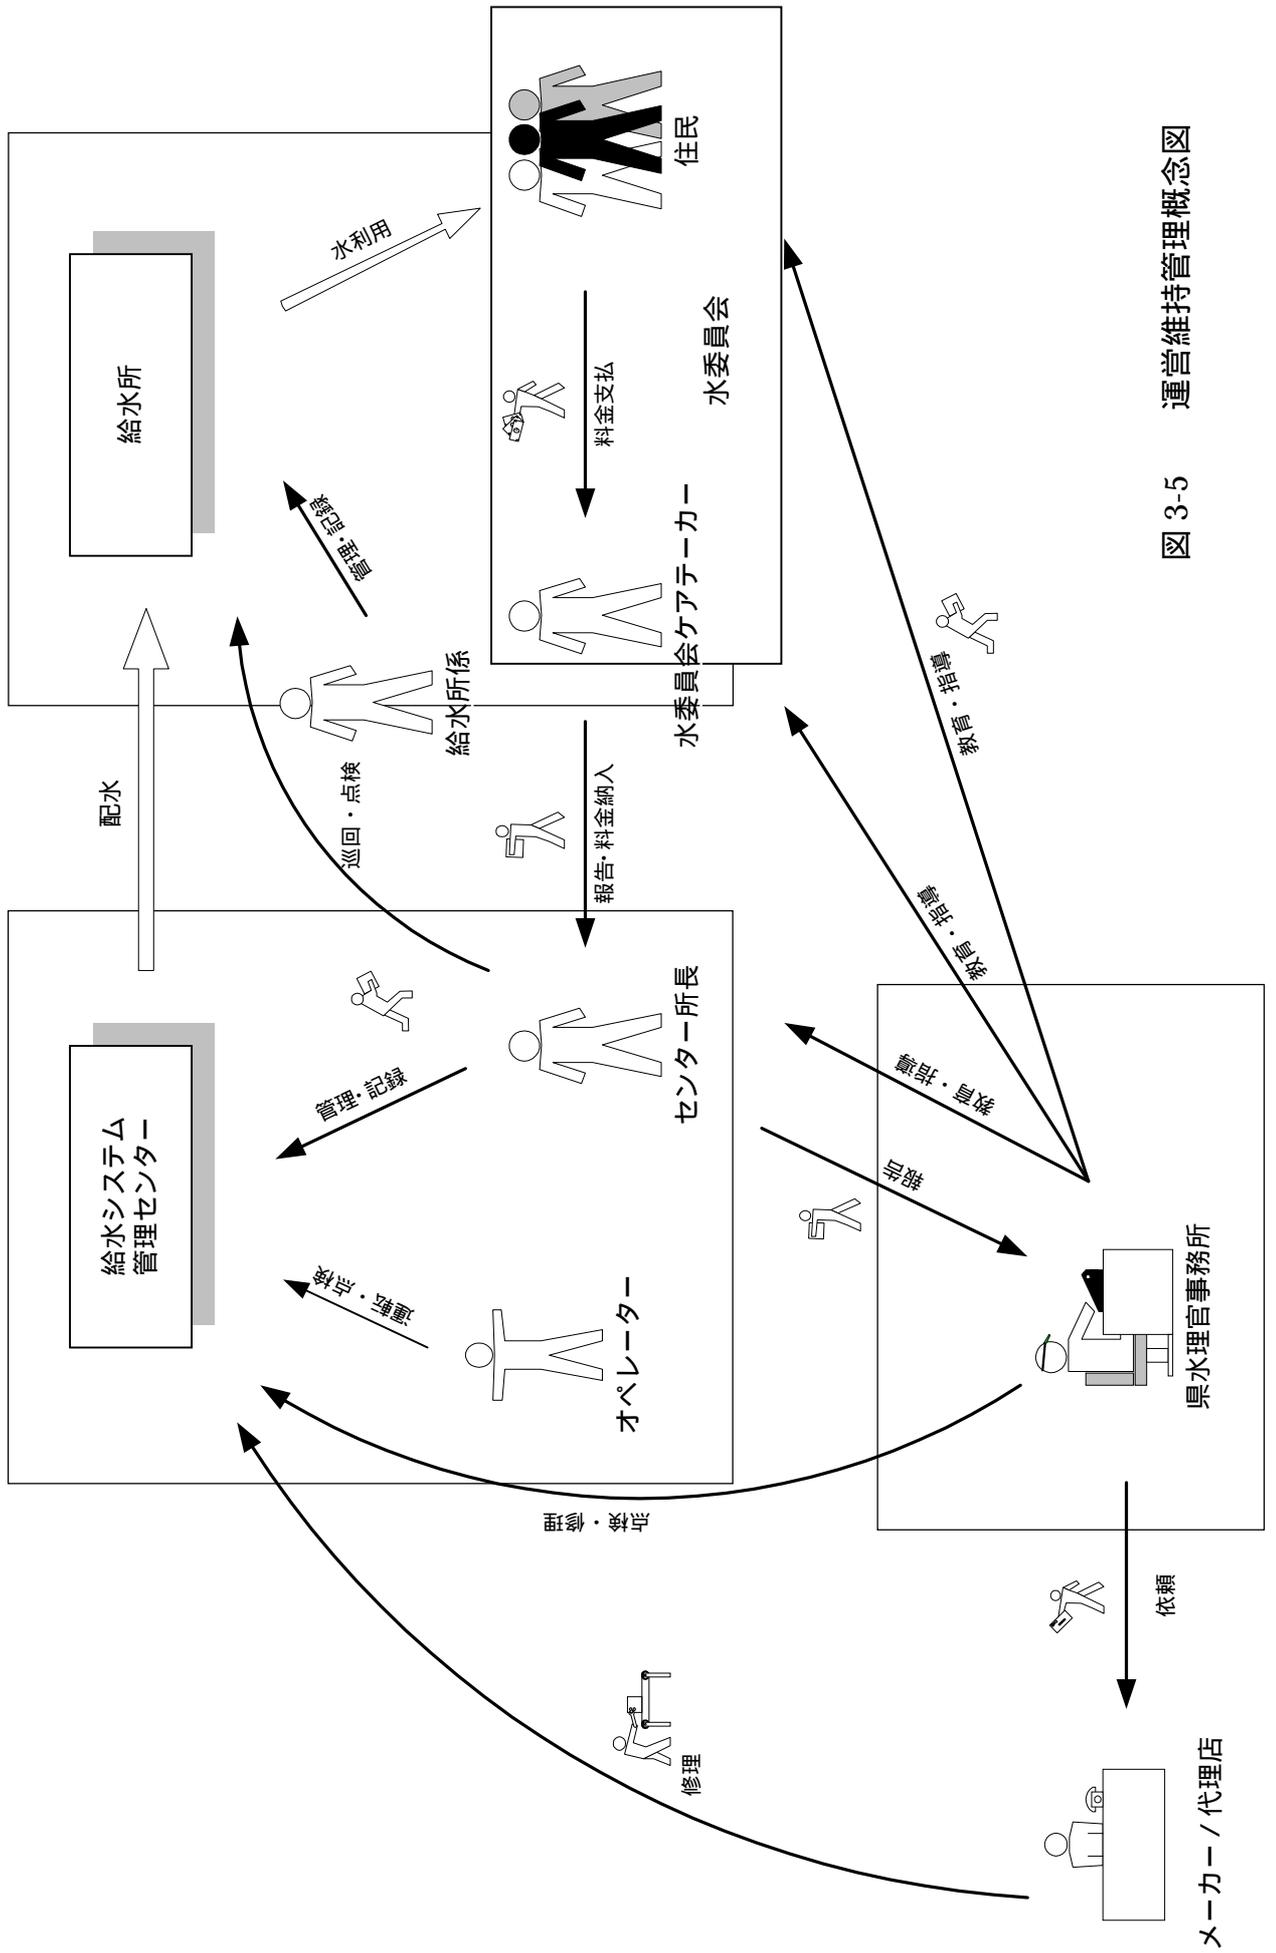 給水システム
管理センター
配水
給水所
運転・点検
管理・記録
巡回・点検
管理・記録
水利用
オペレーター
センター所長
給水所係
報告・料金納入
水委員会ケアテーカー
料金支払
住民
水委員会
点検・修理
修理
報告
教育・指導
教育・指導
教育・指導
県水理官事務所
依頼
メーカー / 代理店
図 3-5 運営維持管理概念図